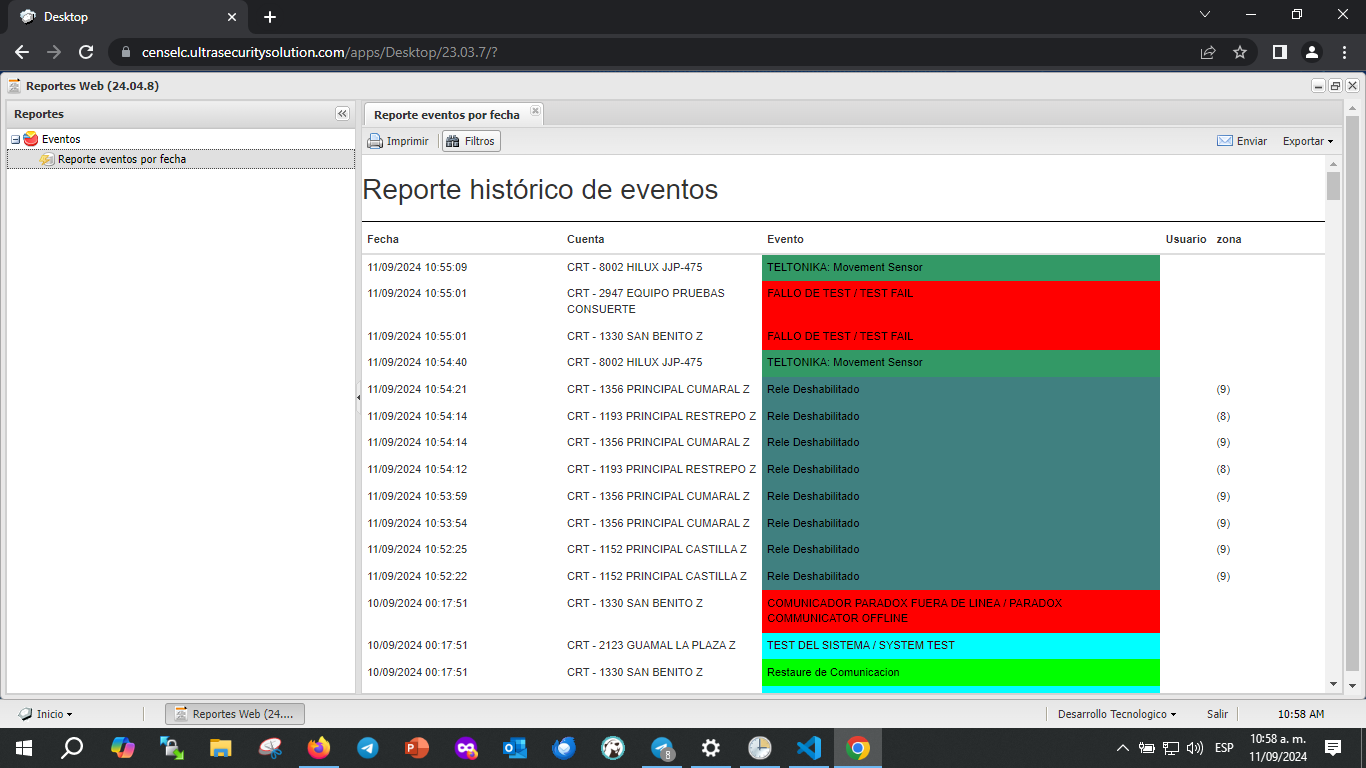 Desktop
censelc.ultrasecuritysolution.com/apps/Desktop/23.03.7/?
Reportes Web (24.04.8)
Reportes
Eventos
Reporte eventos por fecha
Reporte eventos por fecha
Imprimir
Filtros
Enviar
Exportar
Reporte histórico de eventos
Fecha Cuenta Evento Usuario zona
11/09/2024 10:55:09 CRT - 8002 HILUX JJP-475 TELTONIKA: Movement Sensor
11/09/2024 10:55:01 CRT - 2947 EQUIPO PRUEBAS FALLO DE TEST / TEST FAIL
CONSUERTE
11/09/2024 10:55:01 CRT - 1330 SAN BENITO Z FALLO DE TEST / TEST FAIL
11/09/2024 10:54:40 CRT - 8002 HILUX JJP-475 TELTONIKA: Movement Sensor
11/09/2024 10:54:21 CRT - 1356 PRINCIPAL CUMARAL Z Rele Deshabilitado (9)
11/09/2024 10:54:14 CRT - 1193 PRINCIPAL RESTREPO Z Rele Deshabilitado (8)
11/09/2024 10:54:14 CRT - 1356 PRINCIPAL CUMARAL Z Rele Deshabilitado (9)
11/09/2024 10:54:12 CRT - 1193 PRINCIPAL RESTREPO Z Rele Deshabilitado (8)
11/09/2024 10:53:59 CRT - 1356 PRINCIPAL CUMARAL Z Rele Deshabilitado (9)
11/09/2024 10:53:54 CRT - 1356 PRINCIPAL CUMARAL Z Rele Deshabilitado (9)
11/09/2024 10:52:25 CRT - 1152 PRINCIPAL CASTILLA Z Rele Deshabilitado (9)
11/09/2024 10:52:22 CRT - 1152 PRINCIPAL CASTILLA Z Rele Deshabilitado (9)
10/09/2024 00:17:51 CRT - 1330 SAN BENITO Z COMUNICADOR PARADOX FUERA DE LINEA / PARADOX
COMMUNICATOR OFFLINE
10/09/2024 00:17:51 CRT - 2123 GUAMAL LA PLAZA Z TEST DEL SISTEMA / SYSTEM TEST
10/09/2024 00:17:51 CRT - 1330 SAN BENITO Z Restaure de Comunicacion
Inicio
Reportes Web (24....
Desarrollo Tecnologico
Salir
10:58 AM
8
ESP
10:58 a. m.
11/09/2024